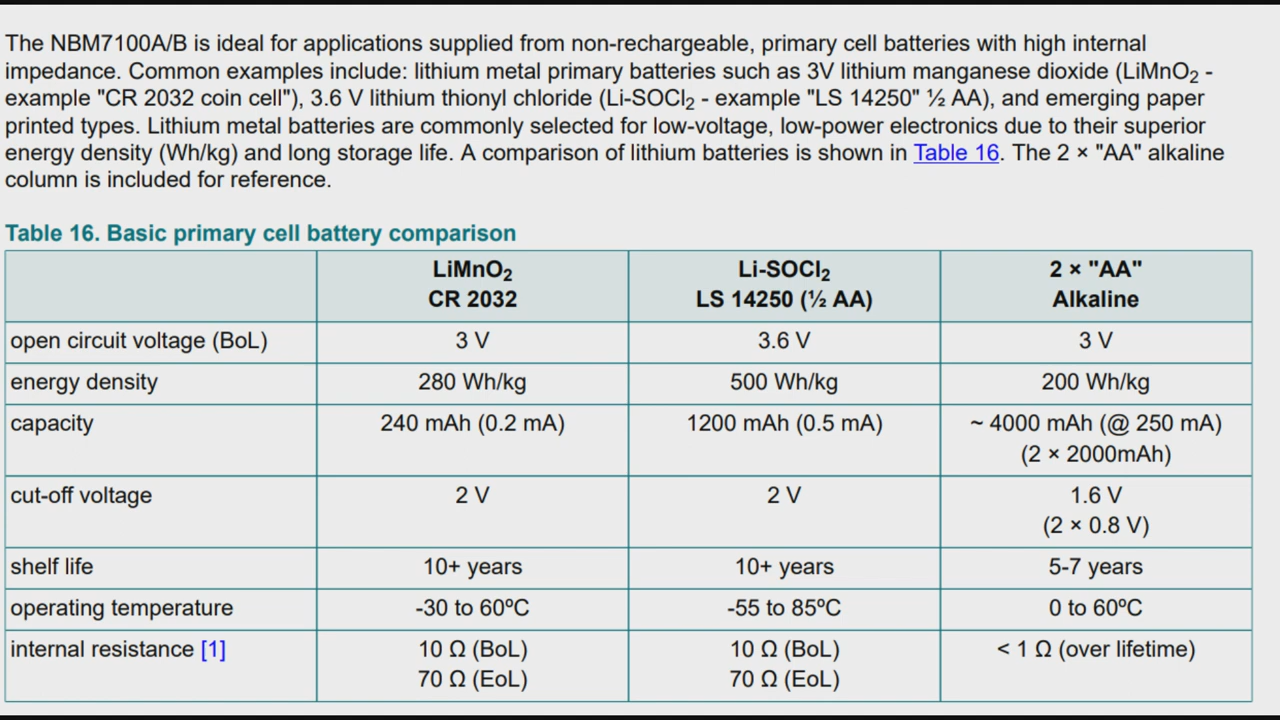 The NBM7100A/B is ideal for applications supplied from non-rechargeable, primary cell batteries with high internal
impedance. Common examples include: lithium metal primary batteries such as 3V lithium manganese dioxide (LiMnO2 -
example "CR 2032 coin cell"), 3.6 V lithium thionyl chloride (Li-SOCl2 - example "LS 14250" ½ AA), and emerging paper
printed types. Lithium metal batteries are commonly selected for low-voltage, low-power electronics due to their superior
energy density (Wh/kg) and long storage life. A comparison of lithium batteries is shown in Table 16. The 2 × "AA" alkaline
column is included for reference.
Table 16. Basic primary cell battery comparison
LiMnO2 Li-SOCl2 2 × "AA"
CR 2032 LS 14250 (½ AA) Alkaline
open circuit voltage (BoL) 3 V 3.6 V 3 V
energy density 280 Wh/kg 500 Wh/kg 200 Wh/kg
capacity 240 mAh (0.2 mA) 1200 mAh (0.5 mA) ~ 4000 mAh (@ 250 mA)
(2 × 2000mAh)
cut-off voltage 2 V 2 V 1.6 V
(2 × 0.8 V)
shelf life 10+ years 10+ years 5-7 years
operating temperature -30 to 60ºC -55 to 85ºC 0 to 60ºC
internal resistance [1] 10 Ω (BoL) 10 Ω (BoL) < 1 Ω (over lifetime)
70 Ω (EoL) 70 Ω (EoL)